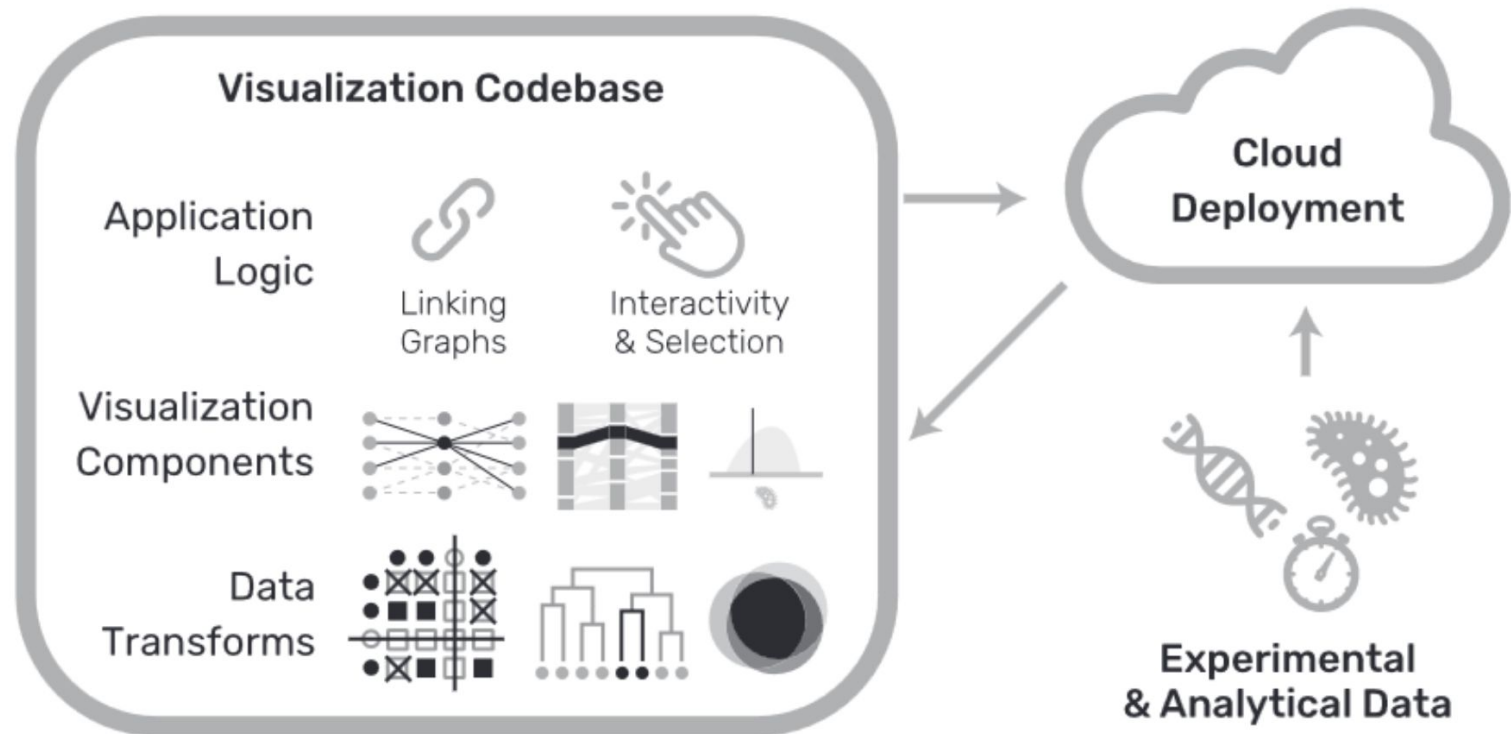 Visualization Codebase
Application
Logic
Linking
Graphs
Interactivity
& Selection
Visualization
Components
Data
Transforms
Cloud
Deployment
Experimental
& Analytical Data